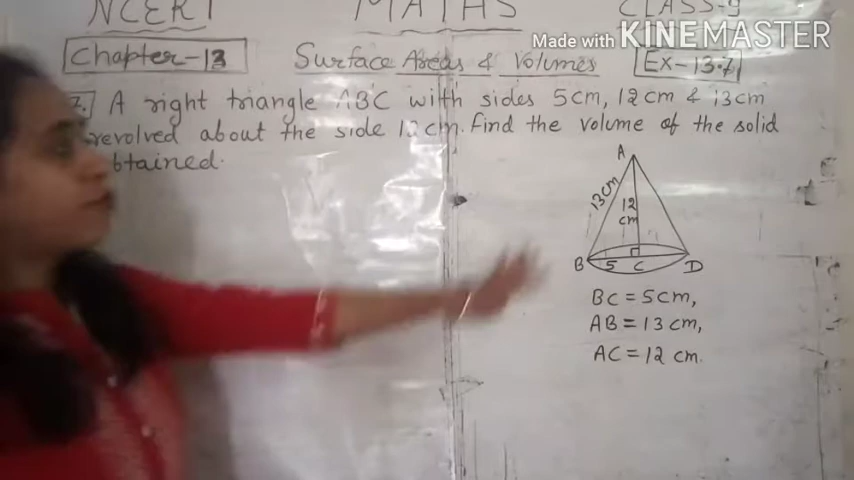 NCERT MATHS CLASS-9
Made with KINEMASTER
Chapter-13 Surface Areas & Volumes Ex-13.7
7. A right triangle ABC with sides 5cm, 12cm & 13cm
revolved about the side 12cm. Find the volume of the solid
obtained.
A
13cm
12
cm
B 5 C D
BC = 5cm,
AB = 13cm,
AC = 12 cm.